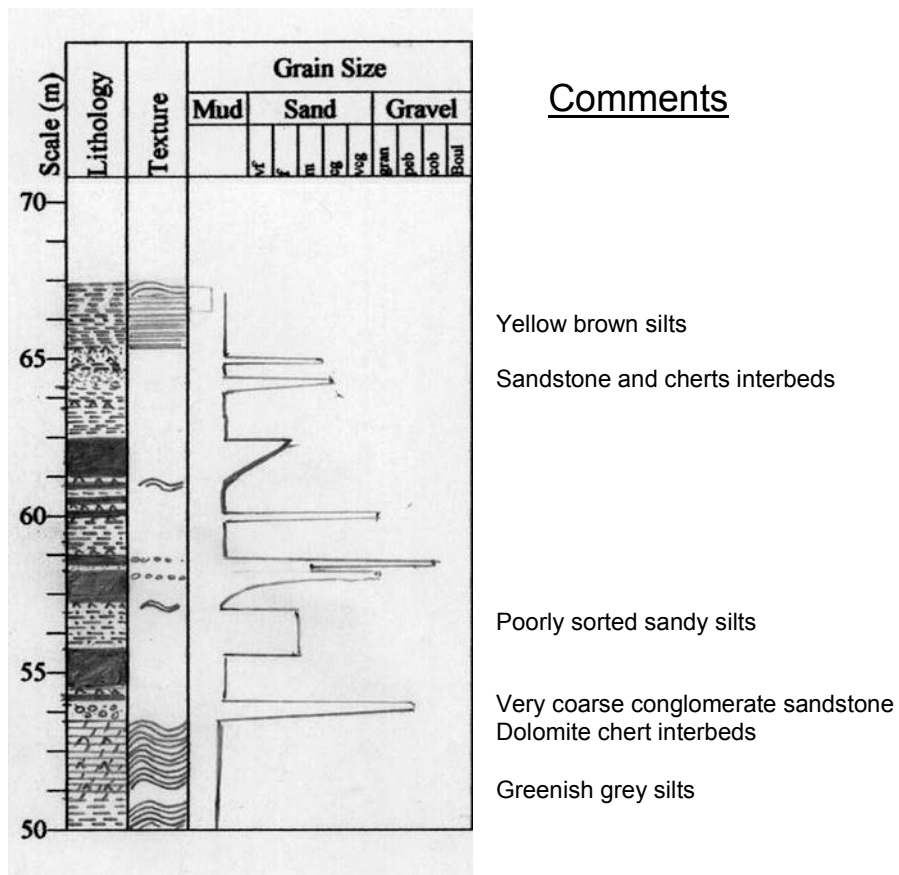 Comments
Grain Size
Mud Sand Gravel
Scale (m)
Lithology
Texture
vf
f
m
cg
vcg
gran
peb
cob
Boul
70
Yellow brown silts
65
Sandstone and cherts interbeds
60
Poorly sorted sandy silts
55
Very coarse conglomerate sandstone
Dolomite chert interbeds
Greenish grey silts
50